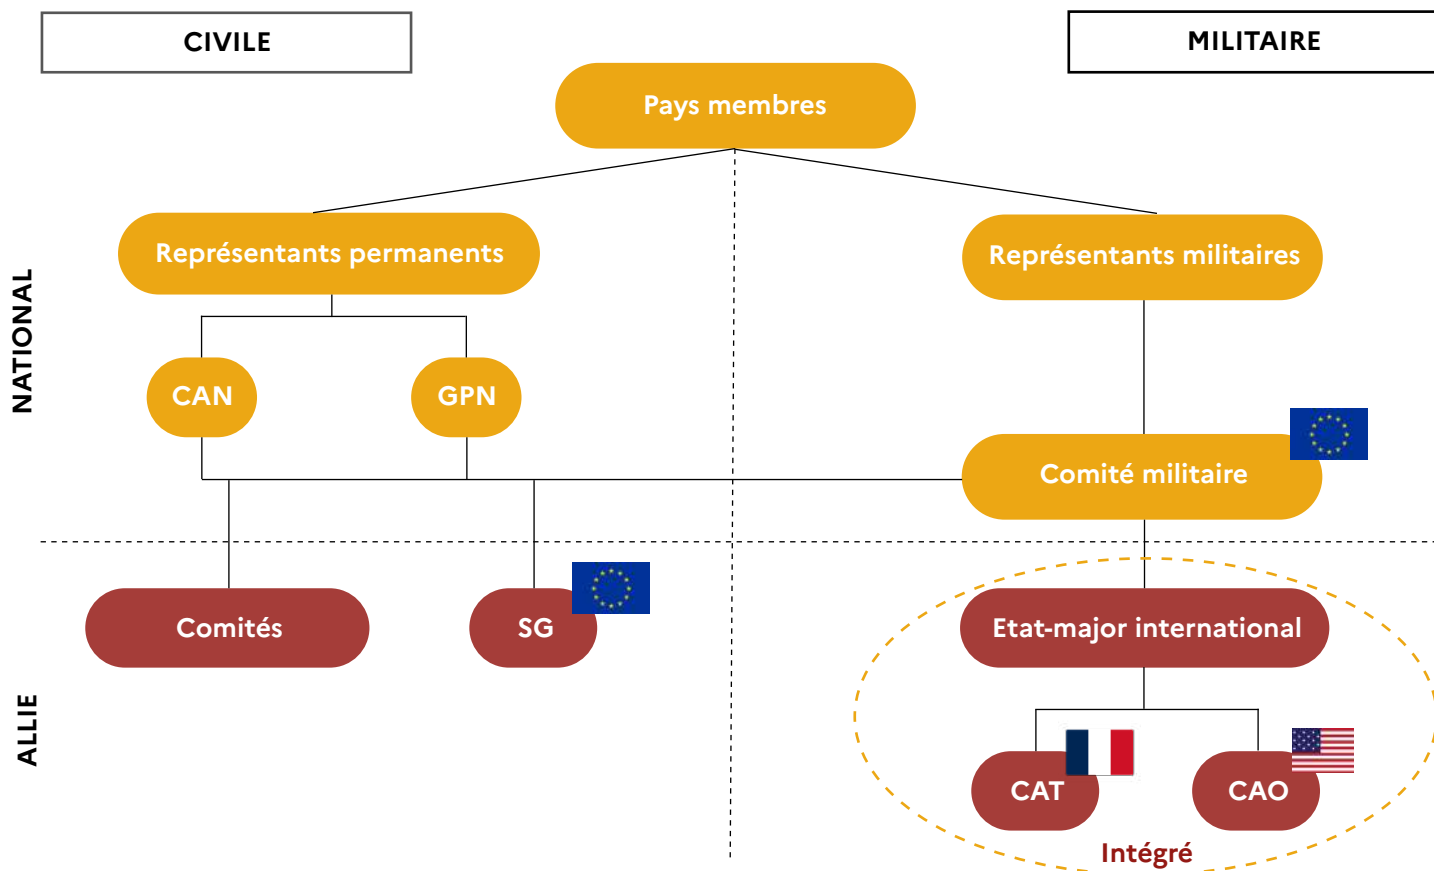 CIVILE
MILITAIRE
Pays membres
NATIONAL
Représentants permanents
Représentants militaires
CAN
GPN
Comité militaire
ALLIE
Comités
SG
Etat-major international
CAT
CAO
Intégré